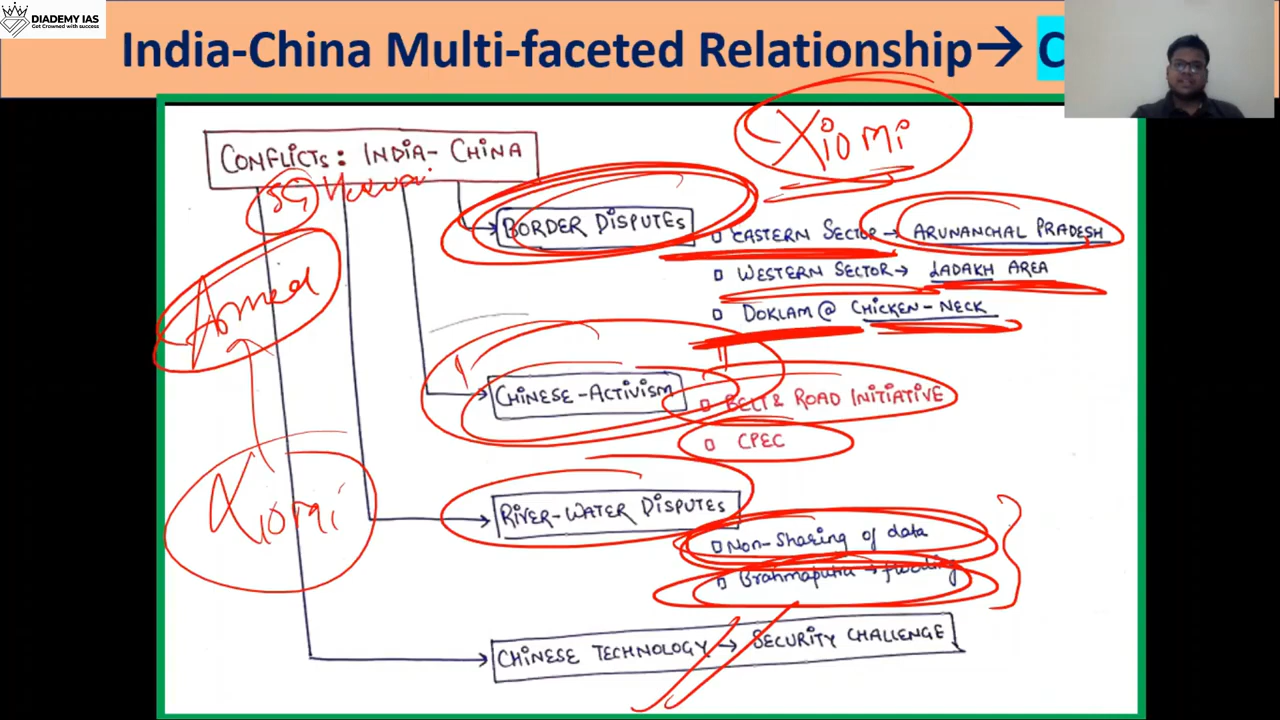 DIADEMY IAS
Get Crowned with success
India-China Multi-faceted Relationship→ C
CONFLICTS: INDIA-CHINA
Xiomi
5G
BORDER DISPUTES
EASTERN SECTOR → ARUNANCHAL PRADESH
WESTERN SECTOR → LADAKH AREA
DOKLAM @ CHICKEN-NECK
CHINESE-ACTIVISM
BELT & ROAD INITIATIVE
CPEC
Xiomi
RIVER-WATER DISPUTES
Non-Sharing of data
Brahmaputra → flooding
CHINESE TECHNOLOGY → SECURITY CHALLENGE